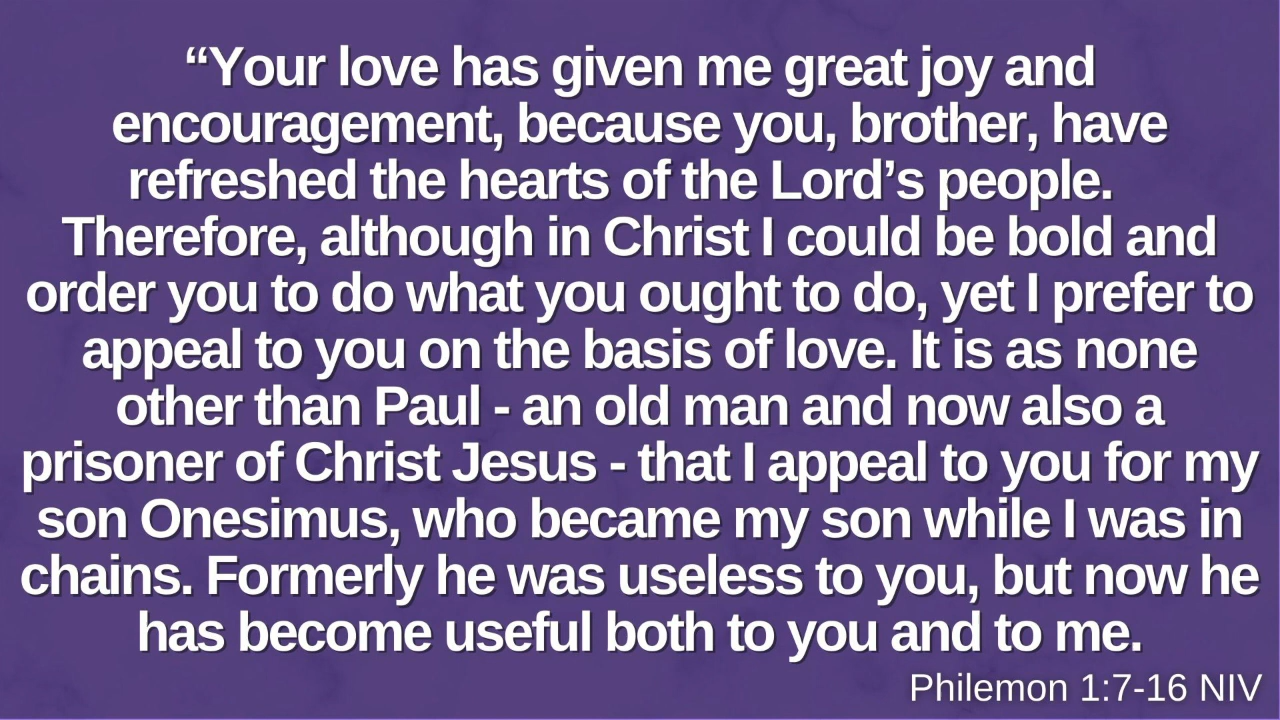 “Your love has given me great joy and
encouragement, because you, brother, have
refreshed the hearts of the Lord’s people.
Therefore, although in Christ I could be bold and
order you to do what you ought to do, yet I prefer to
appeal to you on the basis of love. It is as none
other than Paul - an old man and now also a
prisoner of Christ Jesus - that I appeal to you for my
son Onesimus, who became my son while I was in
chains. Formerly he was useless to you, but now he
has become useful both to you and to me.
Philemon 1:7-16 NIV